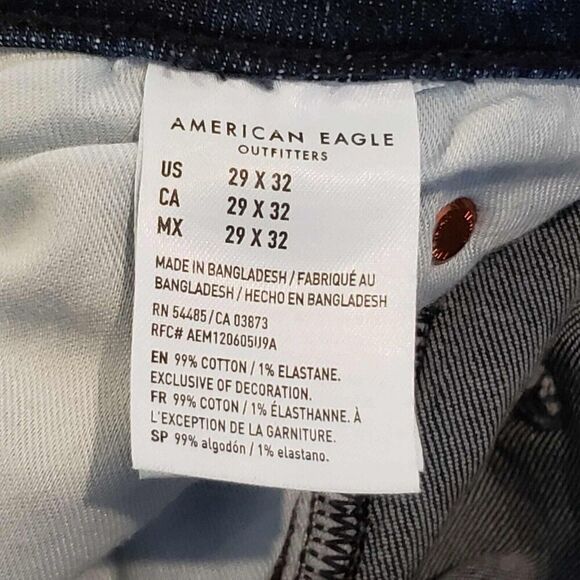 AMERICAN EAGLE
OUTFITTERS
US 29 X 32
CA 29 X 32
MX 29 X 32
MADE IN BANGLADESH / FABRIQUÉ AU
BANGLADESH / HECHO EN BANGLADESH
RN 54485 / CA 03873
RFC# AEM120605U9A
EN 99% COTTON / 1% ELASTANE.
EXCLUSIVE OF DECORATION.
FR 99% COTON / 1% ÉLASTHANNE. À
L'EXCEPTION DE LA GARNITURE.
SP 99% algodón / 1% elastano.